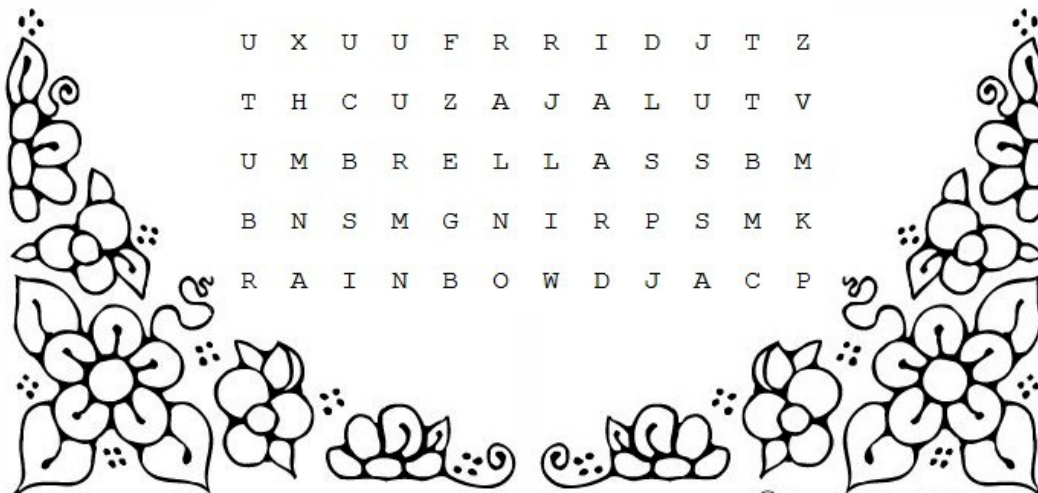 U X U U F R R I D J T Z
T H C U Z A J A L U T V
U M B R E L L A S S B M
B N S M G N I R P S M K
R A I N B O W D J A C P